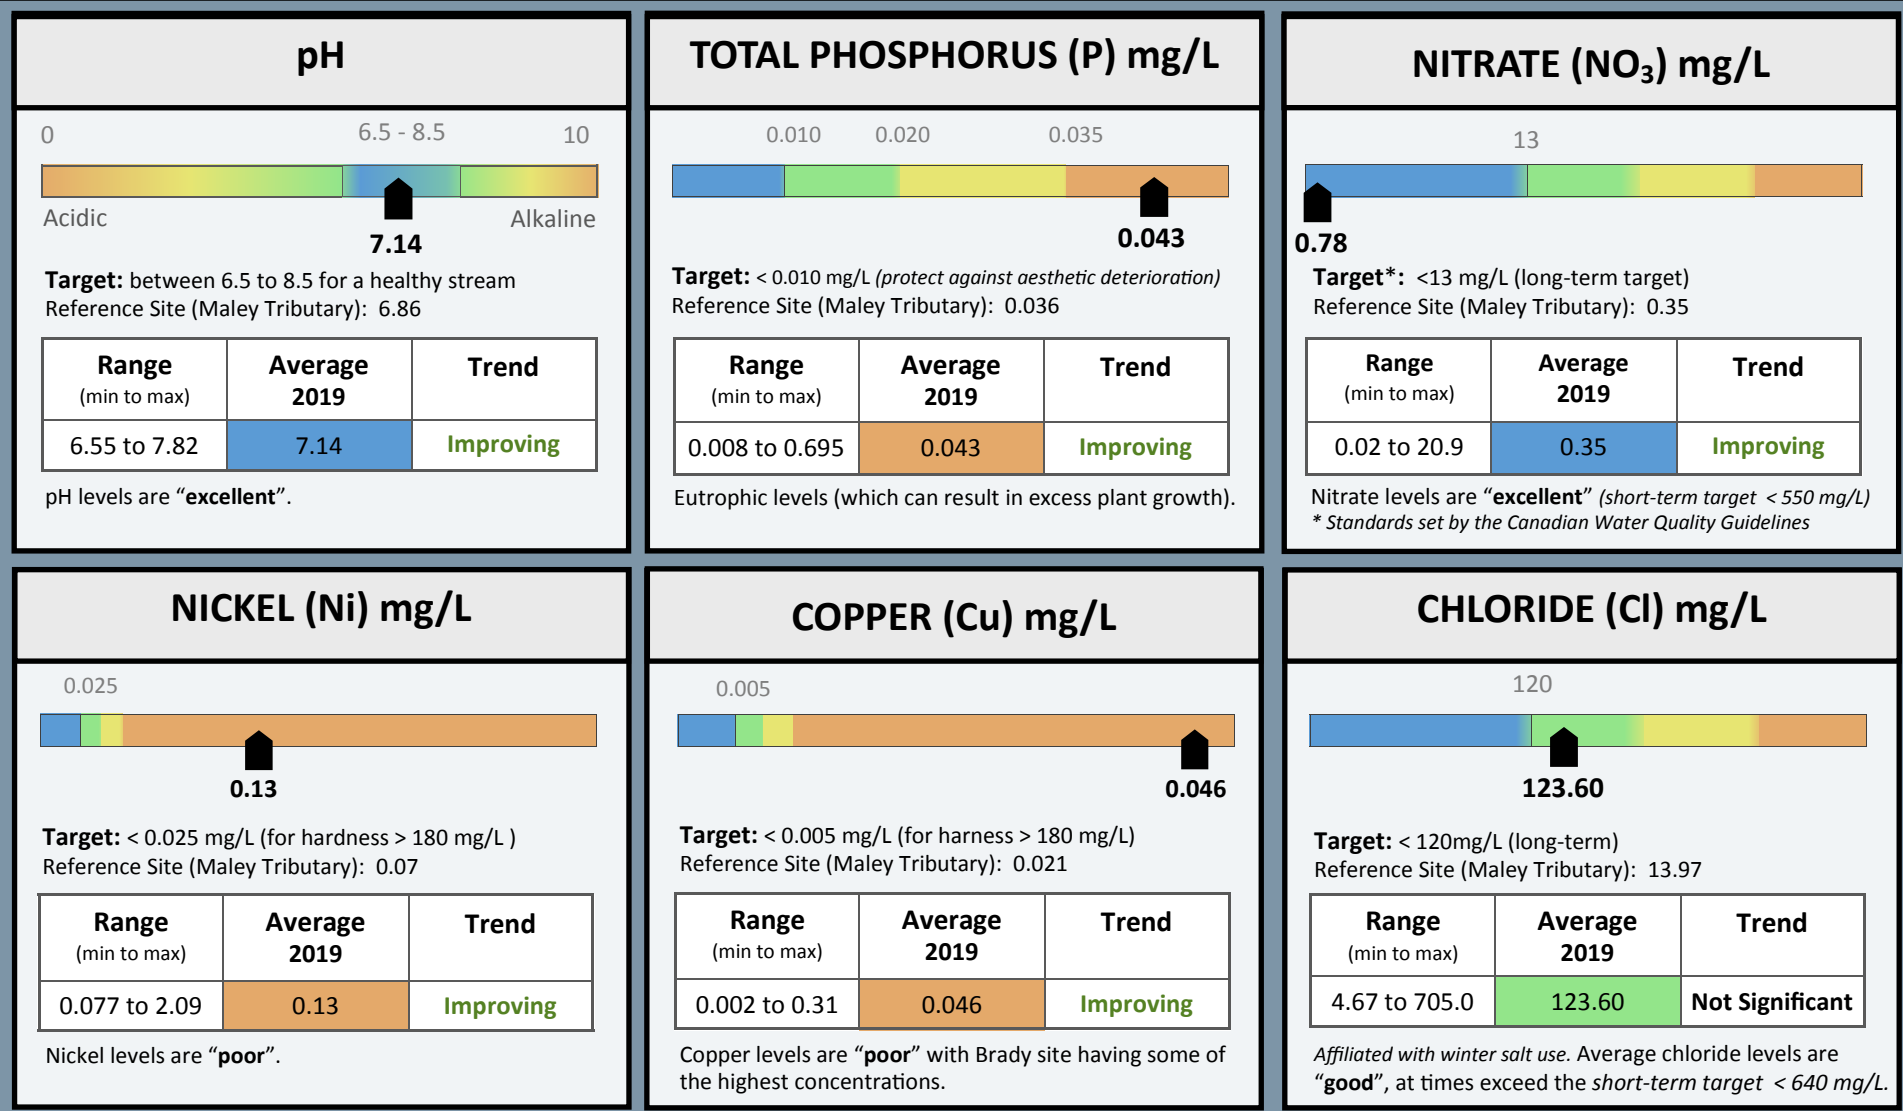 pH
0
6.5 - 8.5
10
Acidic
Alkaline
7.14
Target: between 6.5 to 8.5 for a healthy stream
Reference Site (Maley Tributary): 6.86
Range
(min to max)
Average
2019
Trend
6.55 to 7.82
7.14
Improving
pH levels are “excellent”.
TOTAL PHOSPHORUS (P) mg/L
0.010
0.020
0.035
0.043
Target: < 0.010 mg/L (protect against aesthetic deterioration)
Reference Site (Maley Tributary): 0.036
Range
(min to max)
Average
2019
Trend
0.008 to 0.695
0.043
Improving
Eutrophic levels (which can result in excess plant growth).
NITRATE (NO₃) mg/L
13
0.78
Target*: <13 mg/L (long-term target)
Reference Site (Maley Tributary): 0.35
Range
(min to max)
Average
2019
Trend
0.02 to 20.9
0.35
Improving
Nitrate levels are “excellent” (short-term target < 550 mg/L)
* Standards set by the Canadian Water Quality Guidelines
NICKEL (Ni) mg/L
0.025
0.13
Target: < 0.025 mg/L (for hardness > 180 mg/L )
Reference Site (Maley Tributary): 0.07
Range
(min to max)
Average
2019
Trend
0.077 to 2.09
0.13
Improving
Nickel levels are “poor”.
COPPER (Cu) mg/L
0.005
0.046
Target: < 0.005 mg/L (for harness > 180 mg/L)
Reference Site (Maley Tributary): 0.021
Range
(min to max)
Average
2019
Trend
0.002 to 0.31
0.046
Improving
Copper levels are “poor” with Brady site having some of
the highest concentrations.
CHLORIDE (Cl) mg/L
120
123.60
Target: < 120mg/L (long-term)
Reference Site (Maley Tributary): 13.97
Range
(min to max)
Average
2019
Trend
4.67 to 705.0
123.60
Not Significant
Affiliated with winter salt use. Average chloride levels are
“good”, at times exceed the short-term target < 640 mg/L.